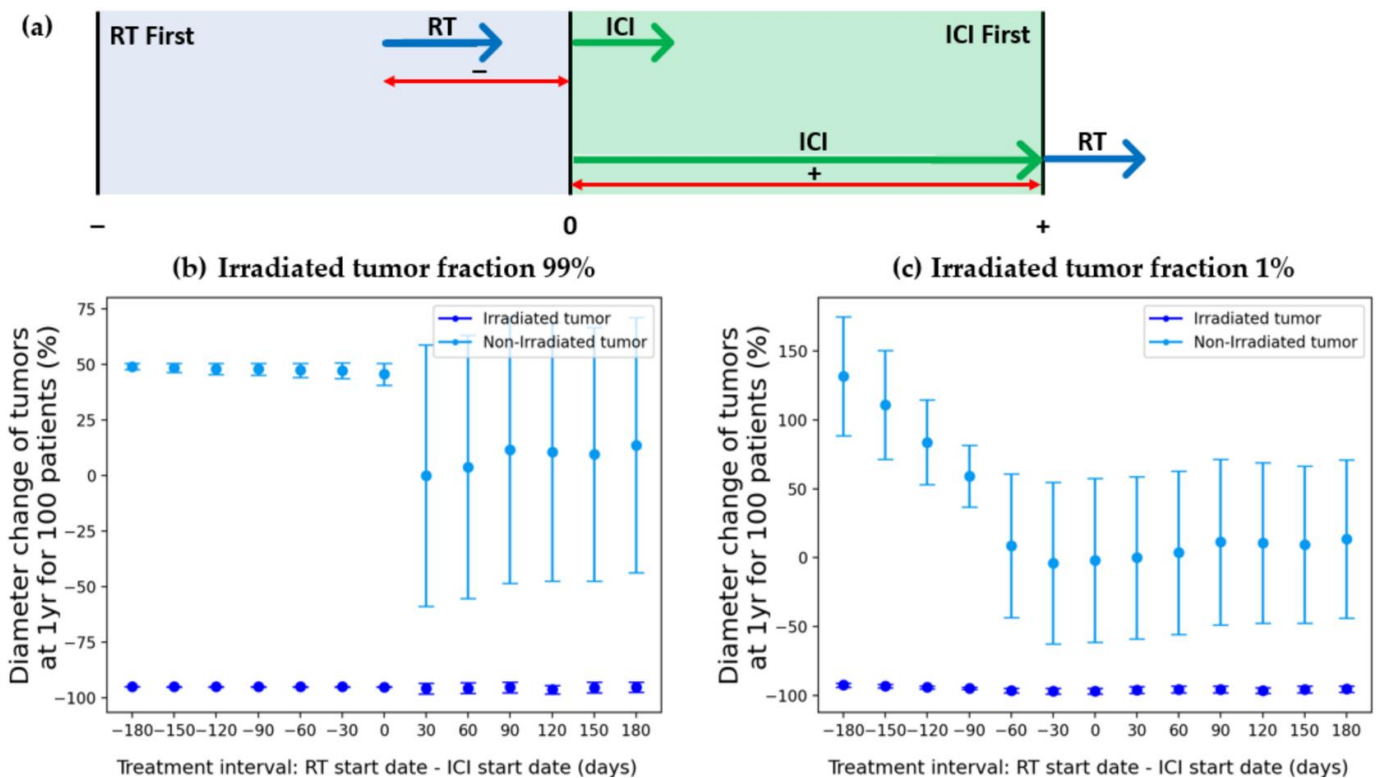 (a)
RT First
RT
ICI
ICI First
–
ICI
RT
+
– 0 +
(b) Irradiated tumor fraction 99%
Diameter change of tumors
at 1yr for 100 patients (%)
75
50
25
0
−25
−50
−75
−100
Irradiated tumor
Non-Irradiated tumor
−180 −150 −120 −90 −60 −30 0 30 60 90 120 150 180
Treatment interval: RT start date - ICI start date (days)
(c) Irradiated tumor fraction 1%
Diameter change of tumors
at 1yr for 100 patients (%)
150
100
50
0
−50
−100
Irradiated tumor
Non-Irradiated tumor
−180 −150 −120 −90 −60 −30 0 30 60 90 120 150 180
Treatment interval: RT start date - ICI start date (days)